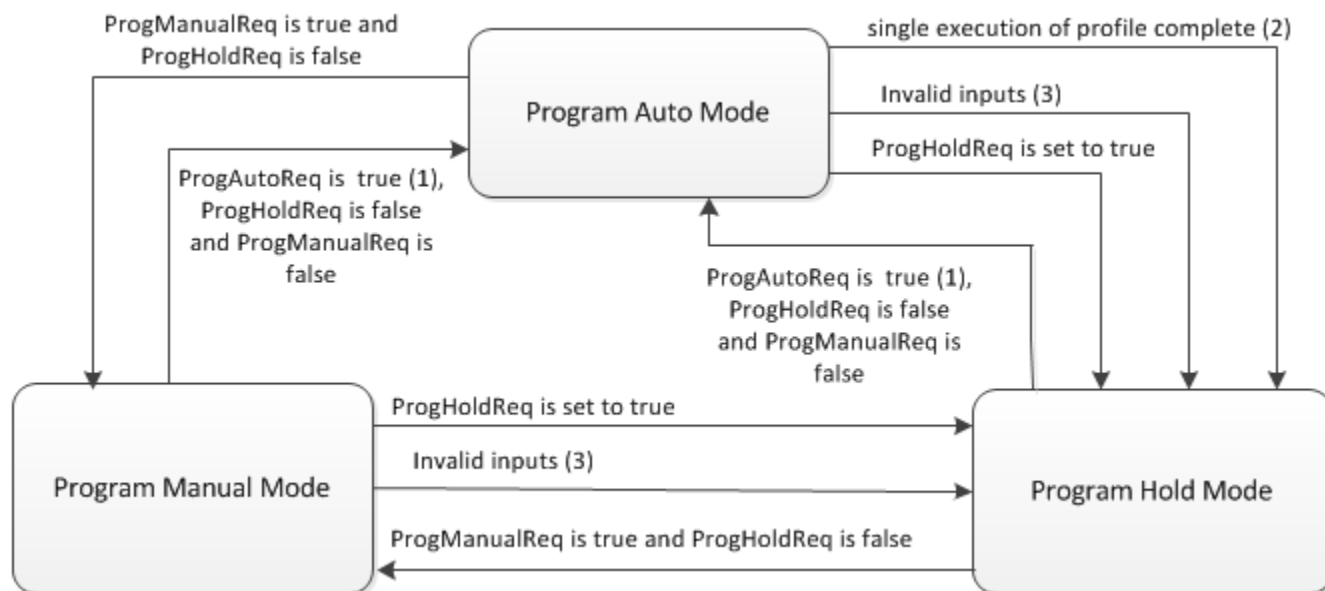 ProgManualReq is true and
ProgHoldReq is false
single execution of profile complete (2)
Program Auto Mode
Invalid inputs (3)
ProgHoldReq is set to true
ProgAutoReq is true (1),
ProgHoldReq is false
and ProgManualReq is
false
ProgAutoReq is true (1),
ProgHoldReq is false
and ProgManualReq is
false
ProgHoldReq is set to true
Invalid inputs (3)
Program Manual Mode
Program Hold Mode
ProgManualReq is true and ProgHoldReq is false